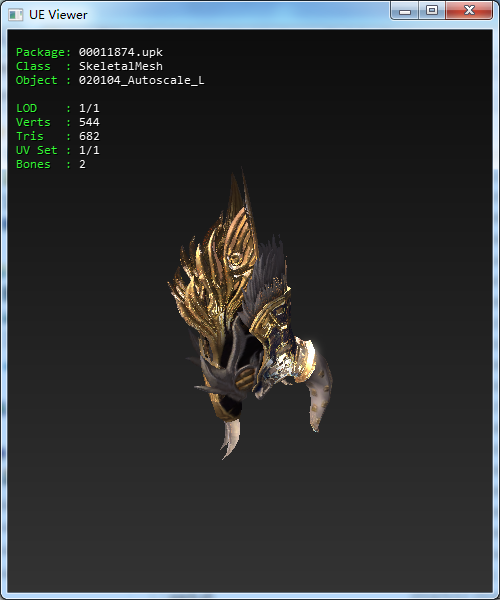 UE Viewer
Package: 00011874.upk
Class  : SkeletalMesh
Object : 020104_Autoscale_L
LOD    : 1/1
Verts  : 544
Tris   : 682
UV Set : 1/1
Bones  : 2